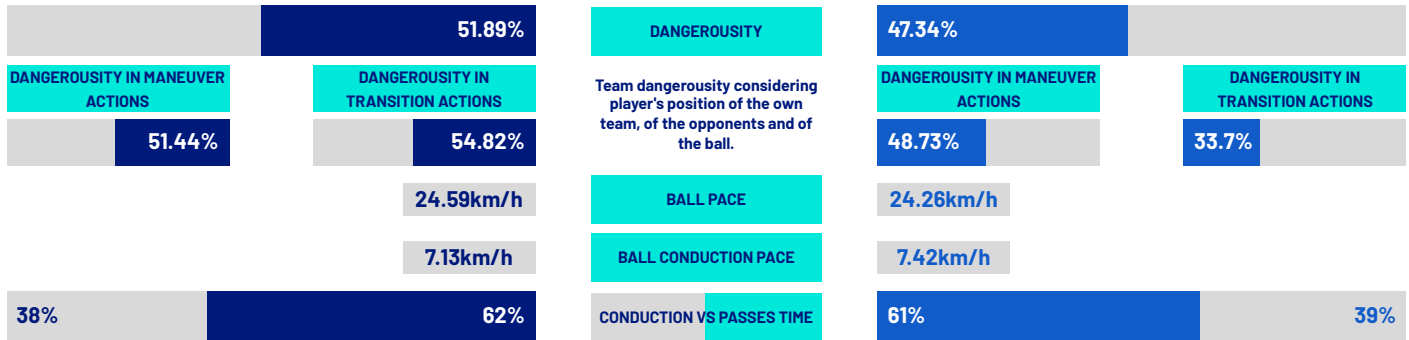 51.89%
DANGEROUSITY
47.34%
DANGEROUSITY IN MANEUVER
ACTIONS
DANGEROUSITY IN
TRANSITION ACTIONS
Team dangerousity considering
player's position of the own
team, of the opponents and of
the ball.
DANGEROUSITY IN MANEUVER
ACTIONS
DANGEROUSITY IN
TRANSITION ACTIONS
51.44%
54.82%
48.73%
33.7%
24.59km/h
BALL PACE
24.26km/h
7.13km/h
BALL CONDUCTION PACE
7.42km/h
38%
62%
CONDUCTION VS PASSES TIME
61%
39%